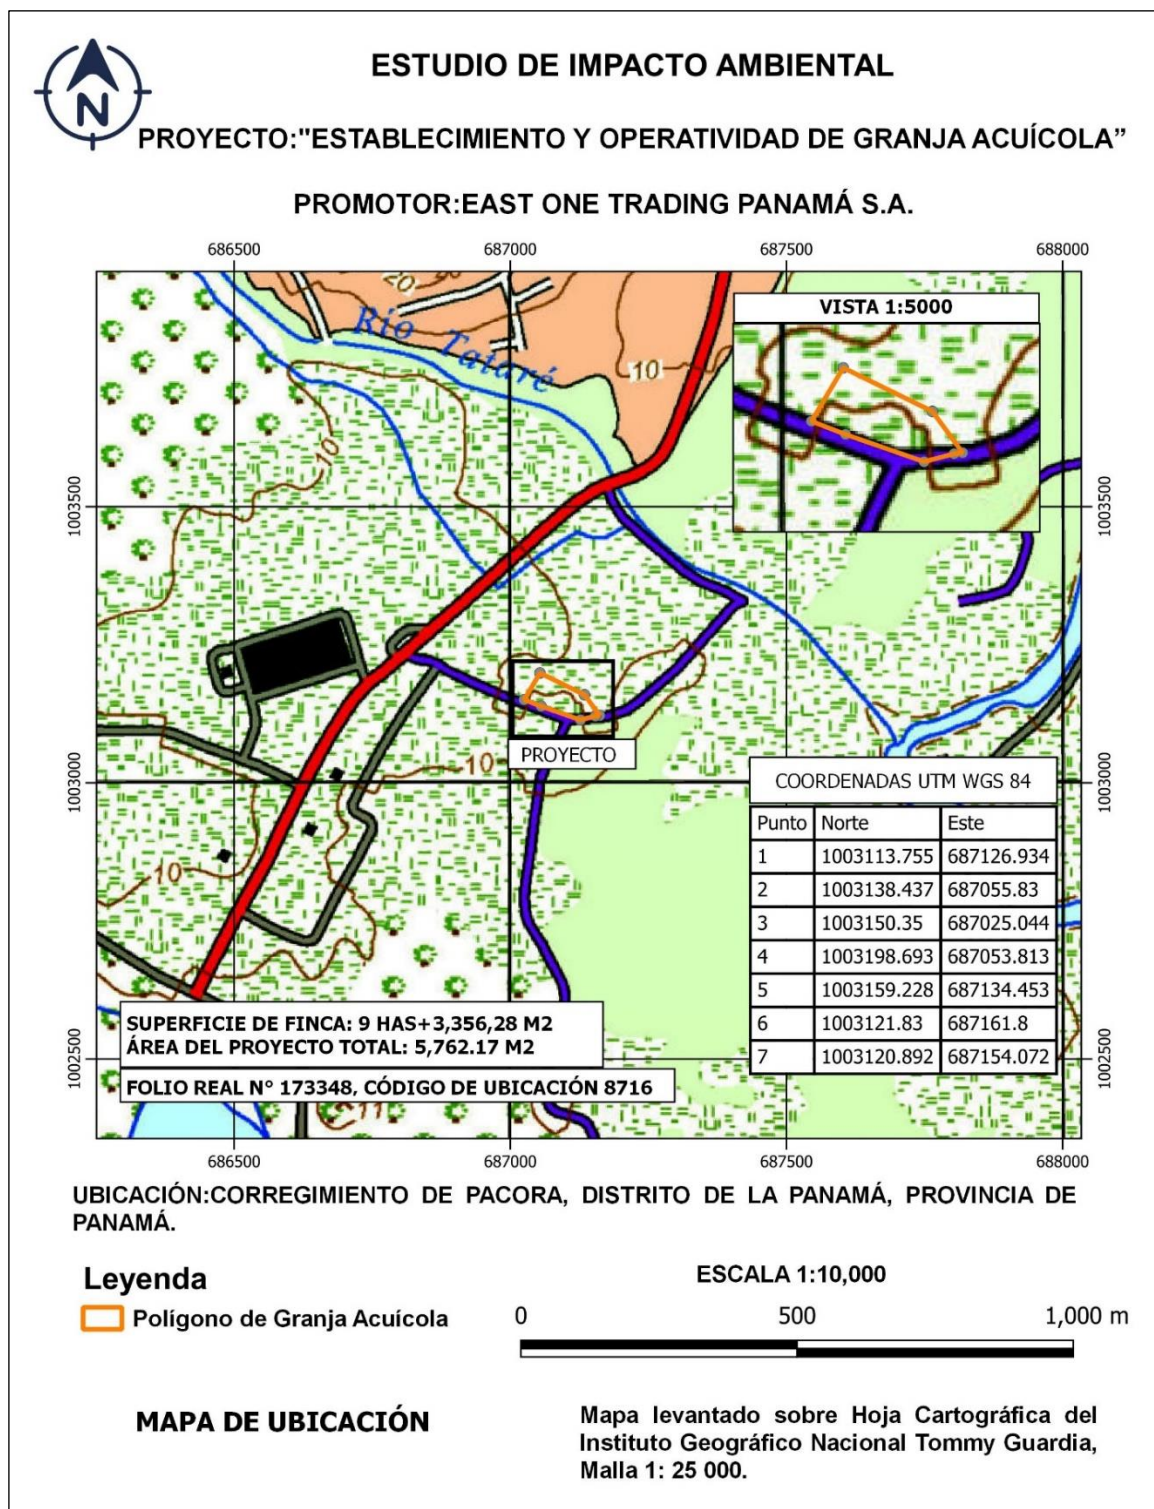 N
ESTUDIO DE IMPACTO AMBIENTAL
PROYECTO:"ESTABLECIMIENTO Y OPERATIVIDAD DE GRANJA ACUÍCOLA”
PROMOTOR:EAST ONE TRADING PANAMÁ S.A.
686500 687000 687500 688000
20
Río Tataré
10
VISTA 1:5000
10
1003500 1003500
PROYECTO
10
1003000 1003000
10
COORDENADAS UTM WGS 84
Punto Norte Este
1 1003113.755 687126.934
2 1003138.437 687055.83
3 1003150.35 687025.044
4 1003198.693 687053.813
5 1003159.228 687134.453
6 1003121.83 687161.8
7 1003120.892 687154.072
SUPERFICIE DE FINCA: 9 HAS+3,356,28 M2
ÁREA DEL PROYECTO TOTAL: 5,762.17 M2
1002500 1002500
FOLIO REAL N° 173348, CÓDIGO DE UBICACIÓN 8716
11
686500 687000 687500 688000
UBICACIÓN:CORREGIMIENTO DE PACORA, DISTRITO DE LA PANAMÁ, PROVINCIA DE
PANAMÁ.
Leyenda
Polígono de Granja Acuícola
ESCALA 1:10,000
0 500 1,000 m
MAPA DE UBICACIÓN
Mapa levantado sobre Hoja Cartográfica del
Instituto Geográfico Nacional Tommy Guardia,
Malla 1: 25 000.